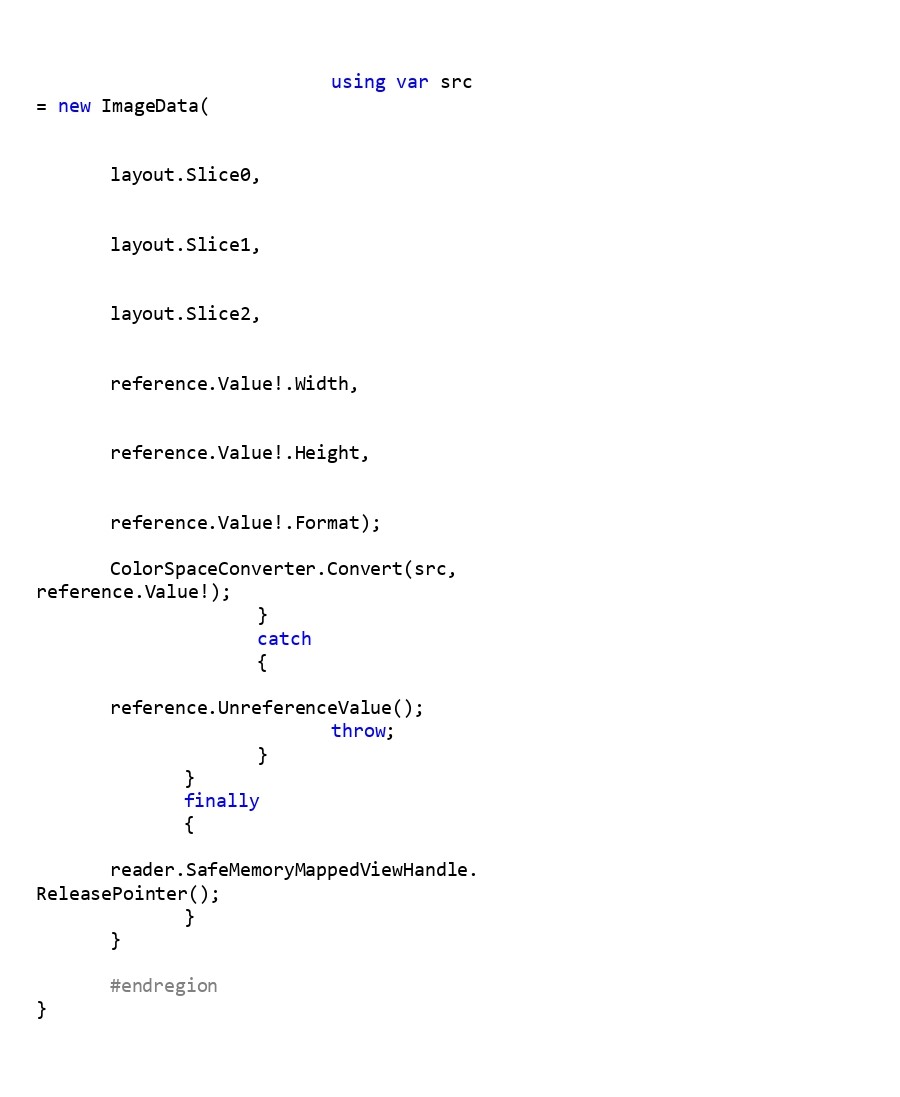 using var src
= new ImageData(
layout.Slice0,
layout.Slice1,
layout.Slice2,
reference.Value!.Width,
reference.Value!.Height,
reference.Value!.Format);
ColorSpaceConverter.Convert(src,
reference.Value!);
}
catch
{
reference.UnreferenceValue();
throw;
}
}
finally
{
reader.SafeMemoryMappedViewHandle.
ReleasePointer();
}
}
#endregion
}